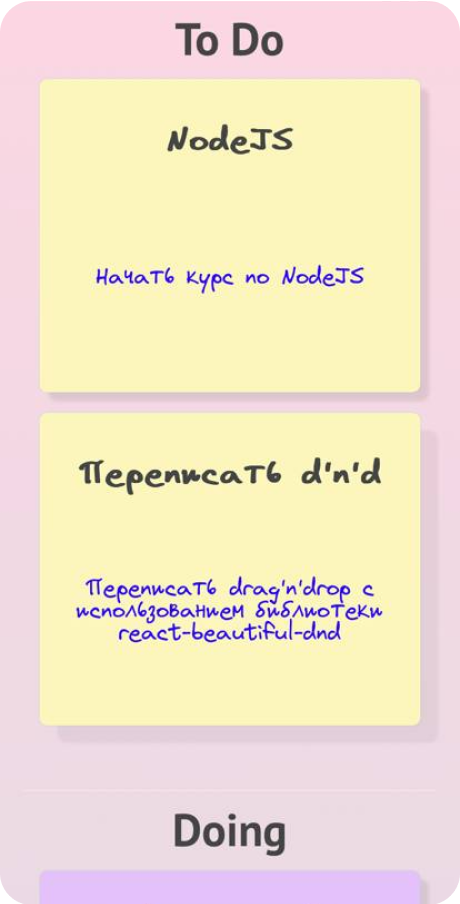 To Do
NodeJS
Начать курс по NodeJS
Переписать d'n'd
Переписать drag'n'drop с
использованием библиотеки
react-beautiful-dnd
Doing